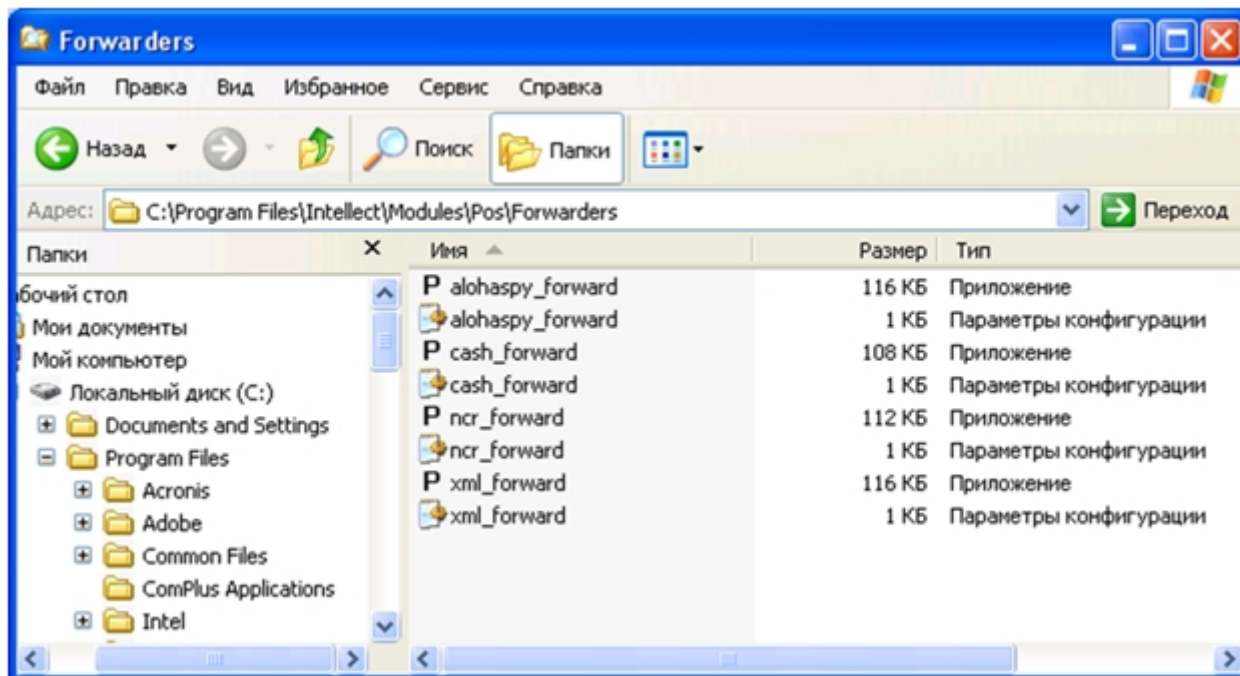 Forwarders
Файл Правка Вид Избранное Сервис Справка
Назад Поиск Папки
Адрес: C:\Program Files\Intellect\Modules\Pos\Forwarders Переход
Папки Имя Размер Тип
бочий стол
Мои документы
Мой компьютер
Локальный диск (C:)
Documents and Settings
Program Files
Acronis
Adobe
Common Files
ComPlus Applications
Intel
P alohaspy_forward 116 КБ Приложение
alohaspy_forward 1 КБ Параметры конфигурации
P cash_forward 108 КБ Приложение
cash_forward 1 КБ Параметры конфигурации
P ncr_forward 112 КБ Приложение
ncr_forward 1 КБ Параметры конфигурации
P xml_forward 116 КБ Приложение
xml_forward 1 КБ Параметры конфигурации